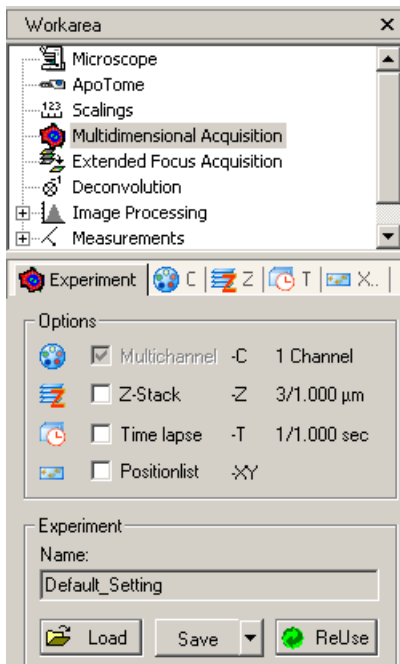 Workarea
Microscope
ApoTome
123 Scalings
Multidimensional Acquisition
Extended Focus Acquisition
Deconvolution
Image Processing
Measurements
Experiment C Z T X..
Options
Multichannel -C 1 Channel
Z-Stack -Z 3/1.000 µm
Time lapse -T 1/1.000 sec
Positionlist -XY
Experiment
Name:
Default_Setting
Load Save ReUse